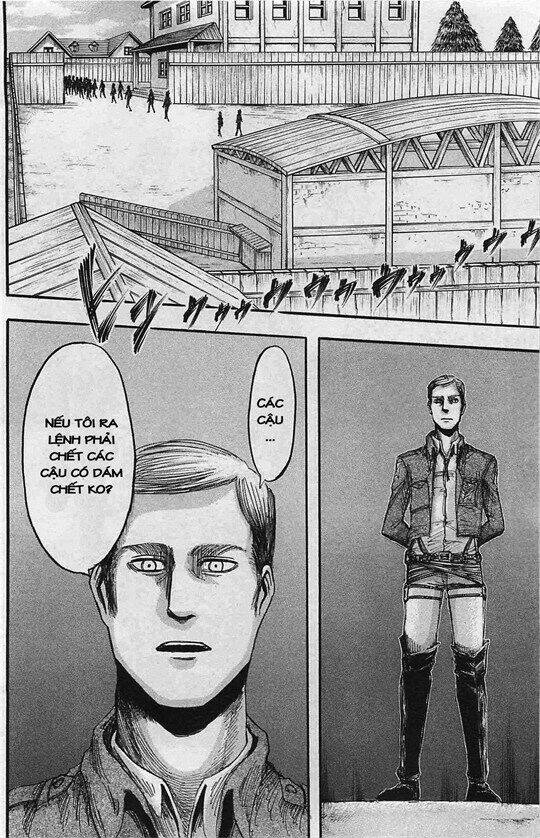 CÁC
CẬU
...
NẾU TÔI RA
LỆNH PHẢI
CHẾT CÁC
CẬU CÓ DÁM
CHẾT KO?